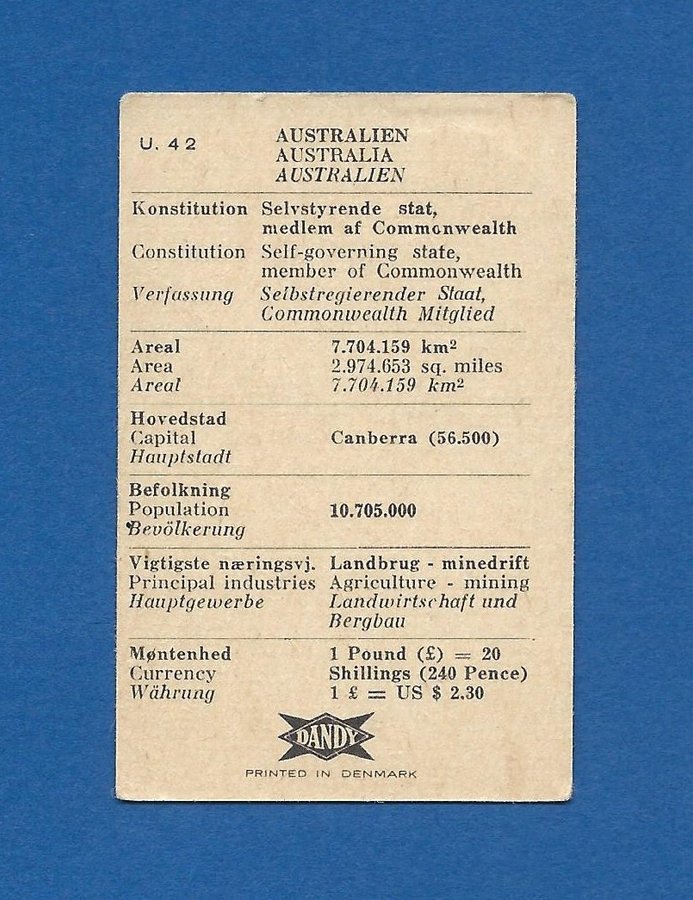 U. 42
AUSTRALIEN
AUSTRALIA
AUSTRALIEN
Konstitution Selvstyrende stat,
medlem af Commonwealth
Constitution Self-governing state,
member of Commonwealth
Verfassung Selbstregierender Staat,
Commonwealth Mitglied
Areal 7.704.159 km²
Area 2.974.653 sq. miles
Areal 7.704.159 km²
Hovedstad
Capital Canberra (56.500)
Hauptstadt
Befolkning
Population 10.705.000
Bevölkerung
Vigtigste næringsvj. Landbrug - minedrift
Principal industries Agriculture - mining
Hauptgewerbe Landwirtschaft und
Bergbau
Møntenhed 1 Pound (£) = 20
Currency Shillings (240 Pence)
Währung 1 £ = US $ 2.30
DANDY
PRINTED IN DENMARK